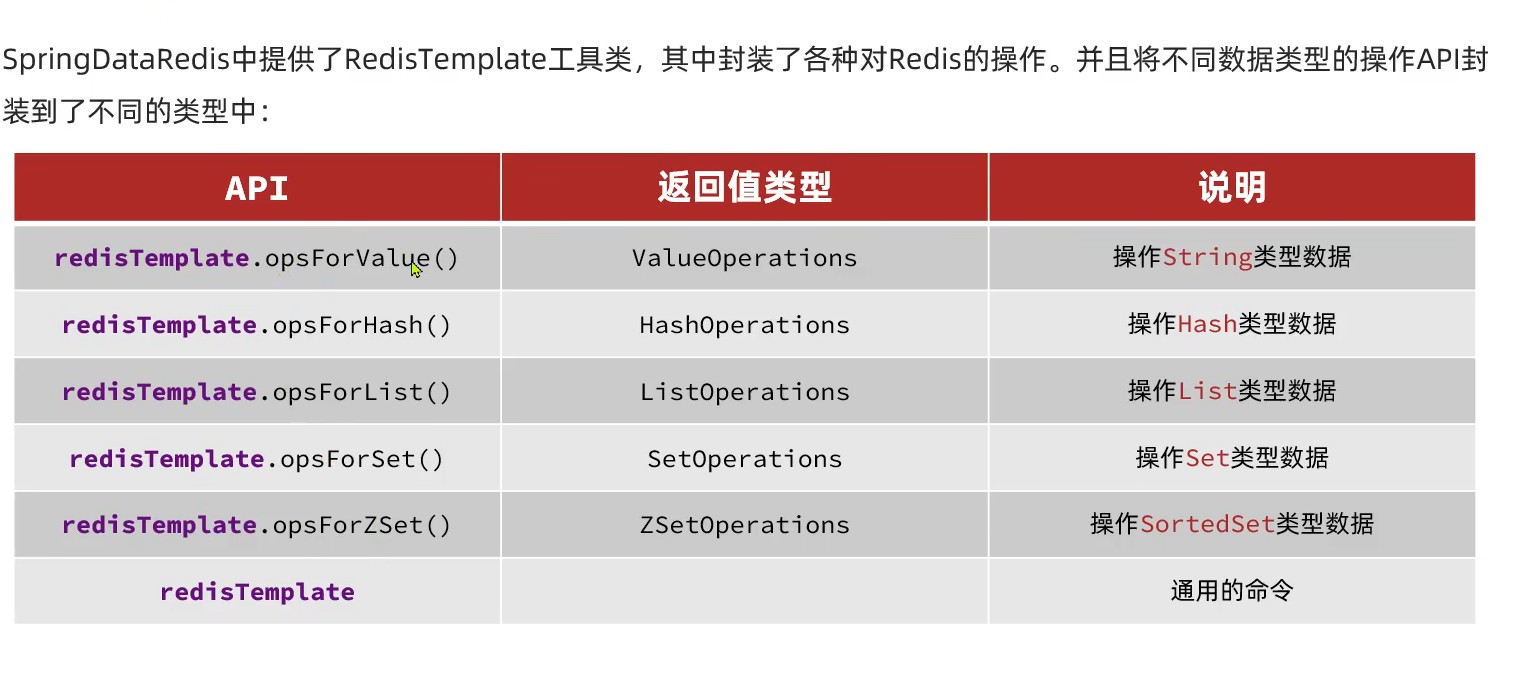 SpringDataRedis中提供了RedisTemplate工具类，其中封装了各种对Redis的操作。并且将不同数据类型的操作API封
装到了不同的类型中：
API 返回值类型 说明
redisTemplate.opsForValue() ValueOperations 操作String类型数据
redisTemplate.opsForHash() HashOperations 操作Hash类型数据
redisTemplate.opsForList() ListOperations 操作List类型数据
redisTemplate.opsForSet() SetOperations 操作Set类型数据
redisTemplate.opsForZSet() ZSetOperations 操作SortedSet类型数据
redisTemplate 通用的命令